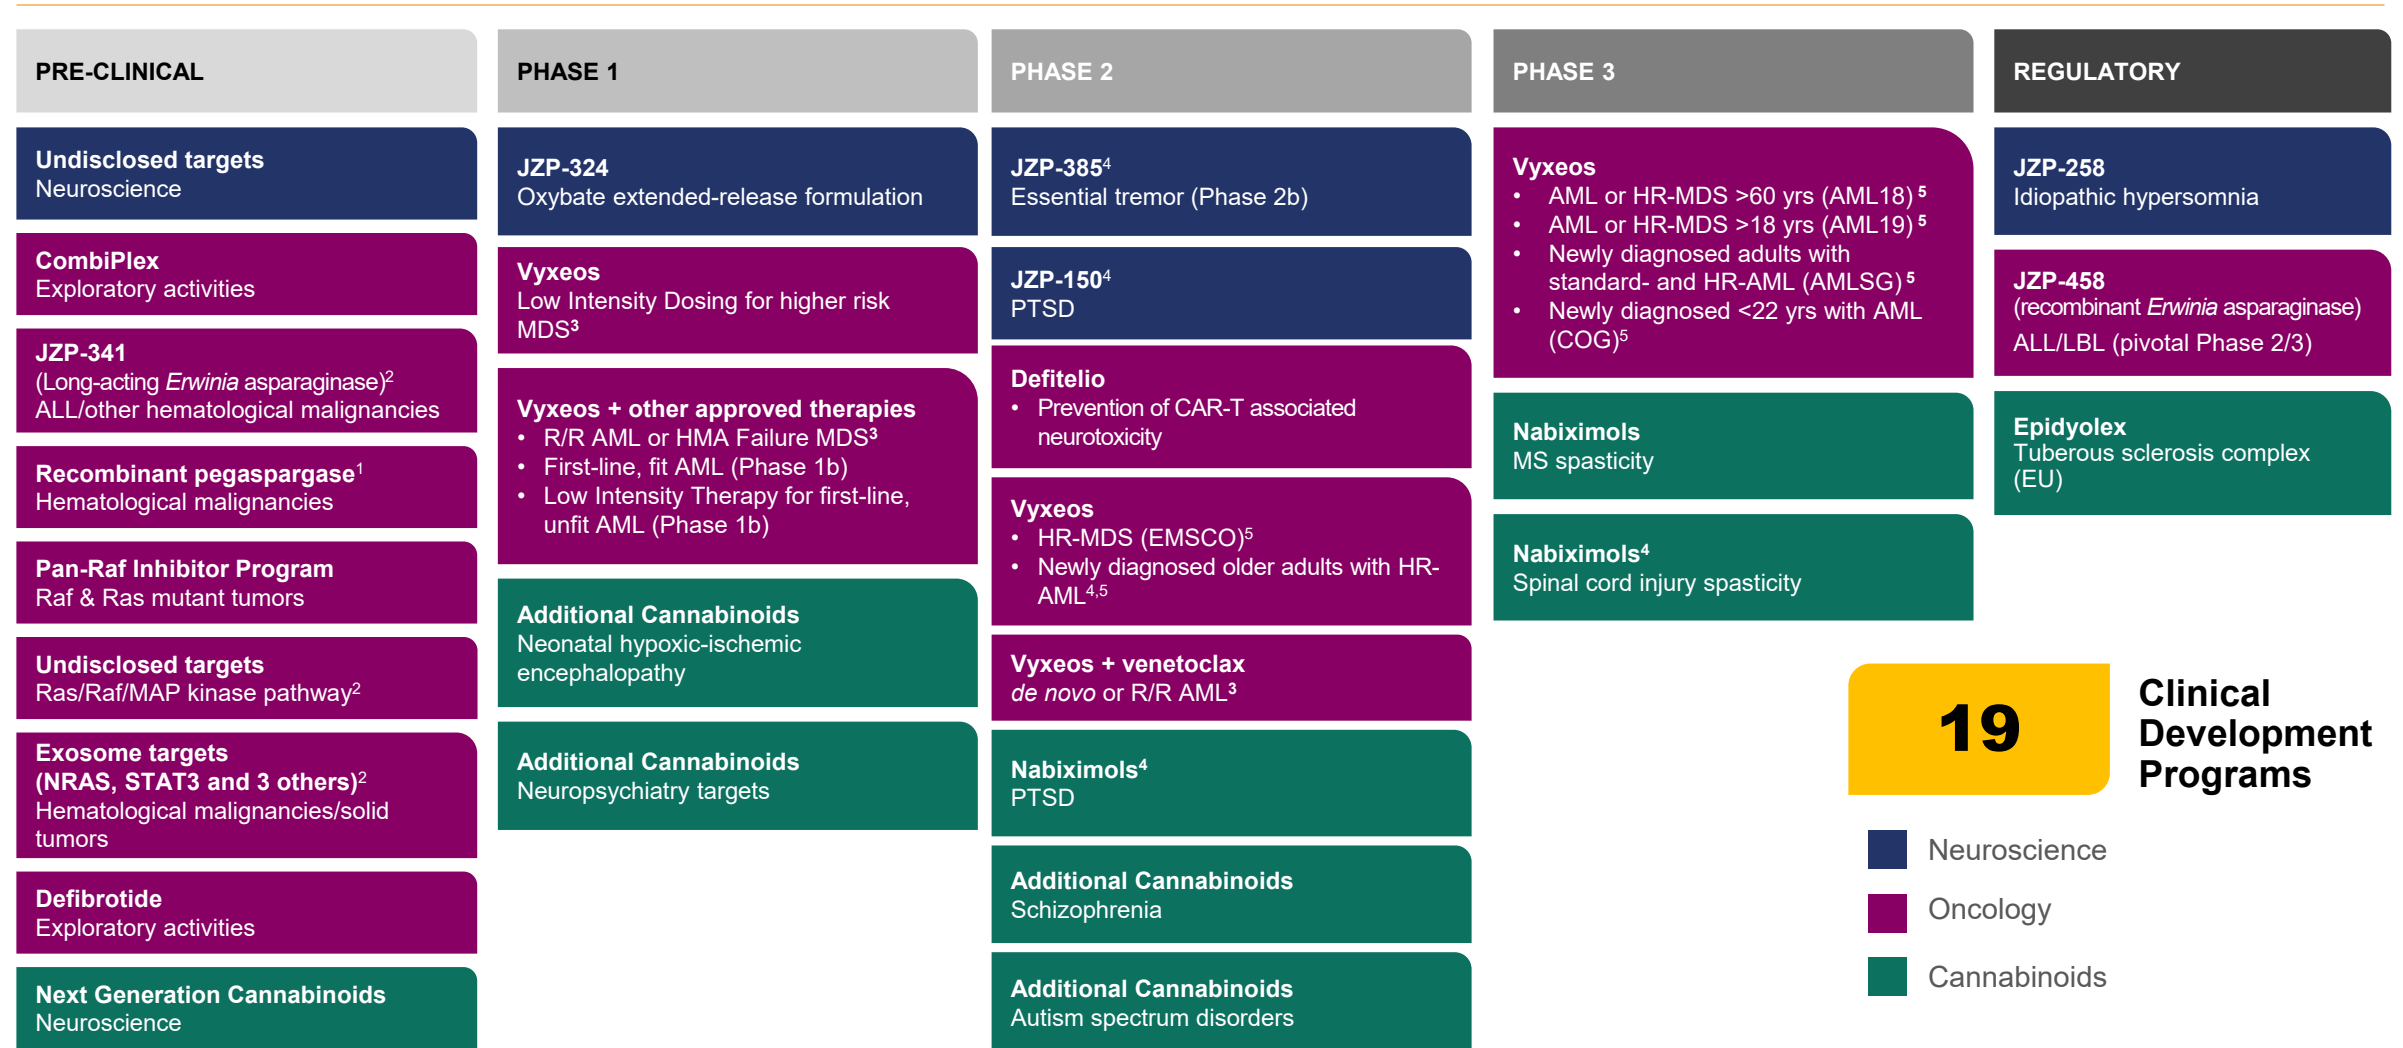 PRE-CLINICAL
Undisclosed targets
Neuroscience
CombiPlex
Exploratory activities
JZP-341
(Long-acting Erwinia asparaginase)2
ALL/other hematological malignancies
Recombinant pegaspargase1
Hematological malignancies
Pan-Raf Inhibitor Program
Raf & Ras mutant tumors
Undisclosed targets
Ras/Raf/MAP kinase pathway2
Exosome targets
(NRAS, STAT3 and 3 others)2
Hematological malignancies/solid
tumors
Defibrotide
Exploratory activities
Next Generation Cannabinoids
Neuroscience
PHASE 1
JZP-324
Oxybate extended-release formulation
Vyxeos
Low Intensity Dosing for higher risk
MDS3
Vyxeos + other approved therapies
• R/R AML or HMA Failure MDS3
• First-line, fit AML (Phase 1b)
• Low Intensity Therapy for first-line,
unfit AML (Phase 1b)
Additional Cannabinoids
Neonatal hypoxic-ischemic
encephalopathy
Additional Cannabinoids
Neuropsychiatry targets
PHASE 2
JZP-3854
Essential tremor (Phase 2b)
JZP-1504
PTSD
Defitelio
• Prevention of CAR-T associated
neurotoxicity
Vyxeos
• HR-MDS (EMSCO)5
• Newly diagnosed older adults with HR-
AML4,5
Vyxeos + venetoclax
de novo or R/R AML3
Nabiximols4
PTSD
Additional Cannabinoids
Schizophrenia
Additional Cannabinoids
Autism spectrum disorders
PHASE 3
Vyxeos
• AML or HR-MDS >60 yrs (AML18) 5
• AML or HR-MDS >18 yrs (AML19) 5
• Newly diagnosed adults with
standard- and HR-AML (AMLSG) 5
• Newly diagnosed <22 yrs with AML
(COG)5
Nabiximols
MS spasticity
Nabiximols4
Spinal cord injury spasticity
REGULATORY
JZP-258
Idiopathic hypersomnia
JZP-458
(recombinant Erwinia asparaginase)
ALL/LBL (pivotal Phase 2/3)
Epidyolex
Tuberous sclerosis complex
(EU)
19
Clinical
Development
Programs
Neuroscience
Oncology
Cannabinoids